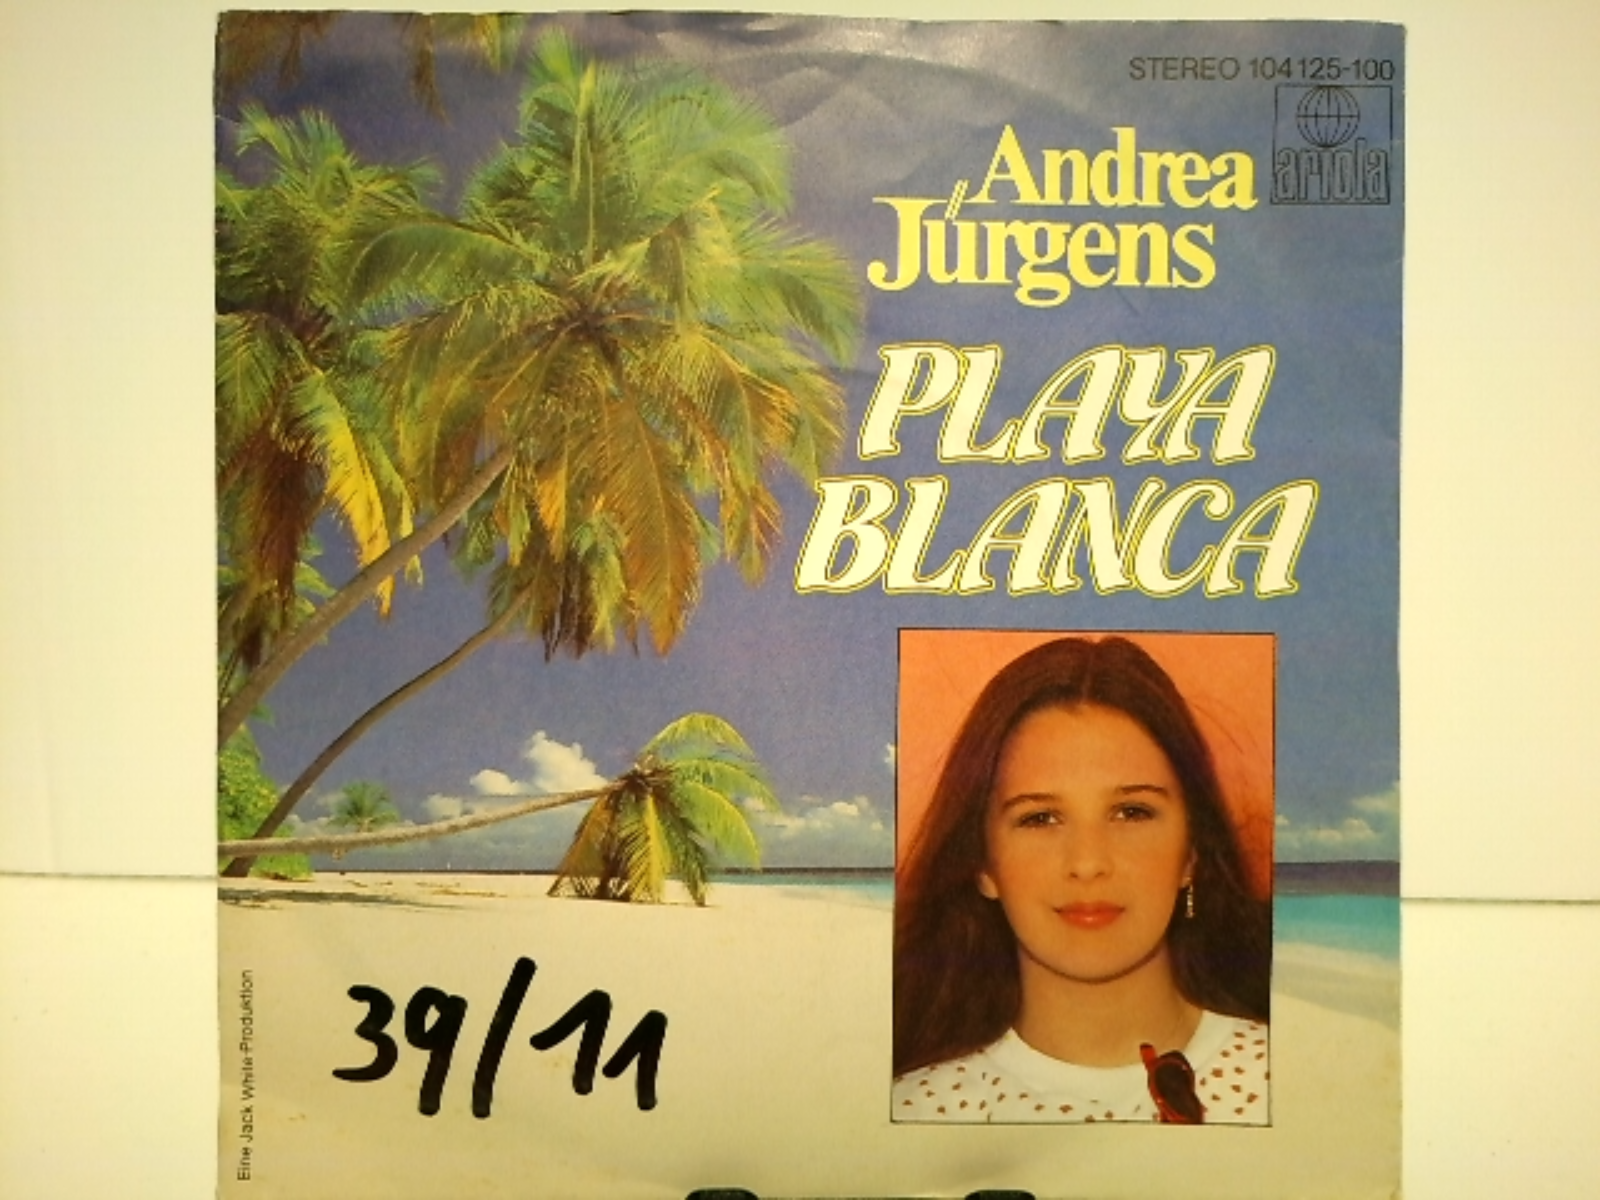 STEREO 104 125-100
ariola
Andrea
Jürgens
PLAYA
BLANCA
39/11
Eine Jack White-Produktion